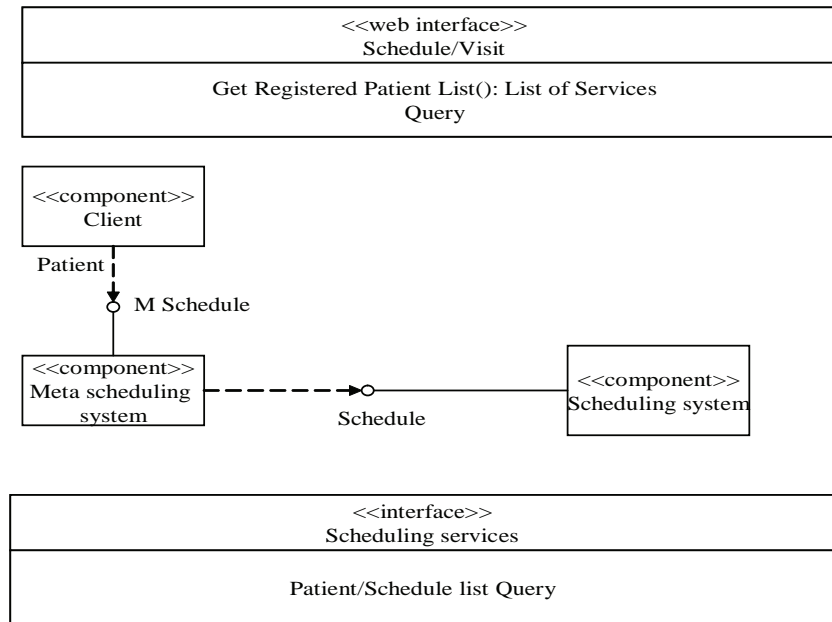 <<web interface>>
Schedule/Visit
Get Registered Patient List(): List of Services
Query
<<component>>
Client
Patient
M Schedule
<<component>>
Meta scheduling
system
Schedule
<<component>>
Scheduling system
<<interface>>
Scheduling services
Patient/Schedule list Query